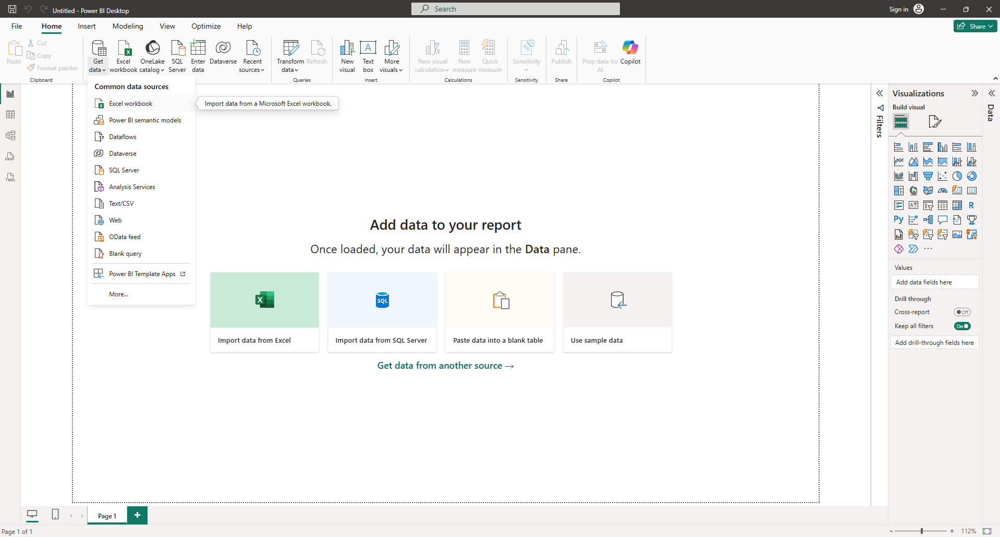 Untitled - Power BI Desktop
Search
Sign in
File
Home
Insert
Modeling
View
Optimize
Help
Share
Paste
Cut
Copy
Format painter
Clipboard
Get data
Excel workbook
OneLake catalog
SQL Server
Enter data
Dataverse
Recent sources
Transform data
Refresh
Queries
New visual
Text box
More visuals
Insert
New visual calculation
New measure
Quick measure
Calculations
Sensitivity
Sensitivity
Publish
Share
Prep data for AI
Copilot
Copilot
Common data sources
Excel workbook
Import data from a Microsoft Excel workbook.
Power BI semantic models
Dataflows
Dataverse
SQL Server
Analysis Services
Text/CSV
Web
OData feed
Blank query
Power BI Template Apps
More...
DAX
TMDL
Add data to your report
Once loaded, your data will appear in the Data pane.
SQL
Import data from Excel
Import data from SQL Server
Paste data into a blank table
Use sample data
Get data from another source →
Filters
Visualizations
Build visual
123
123
R
Py
...
Values
Add data fields here
Drill through
Cross-report
Off
Keep all filters
On
Add drill-through fields here
Data
Page 1
+
Page 1 of 1
- + 112%